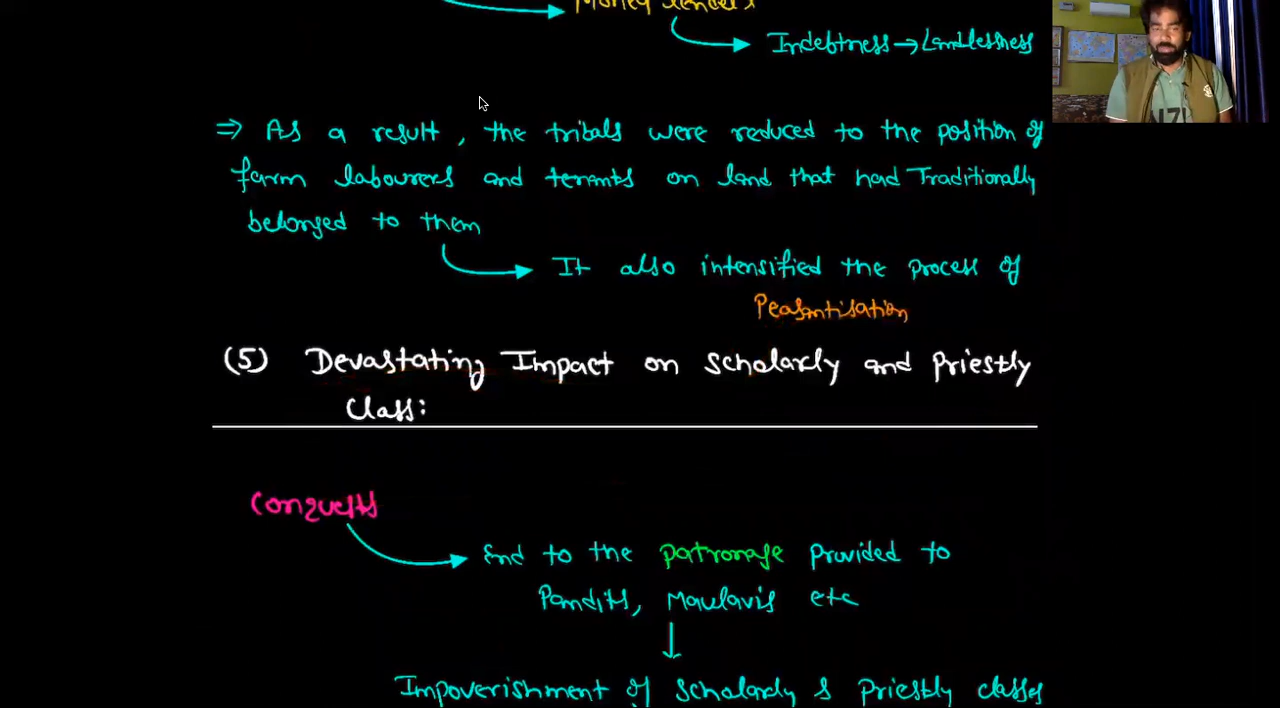 Money lenders
Indebtness → Landlessness
⇒ As a result, the tribals were reduced to the position of
farm labourers and tenants on land that had Traditionally
belonged to them
It also intensified the process of
Peasantisation
(5) Devastating Impact on Scholarly and Priestly
Class:
Conquests
End to the patronage provided to
Pandits, Maulavis etc
Impoverishment of Scholarly & Priestly classes